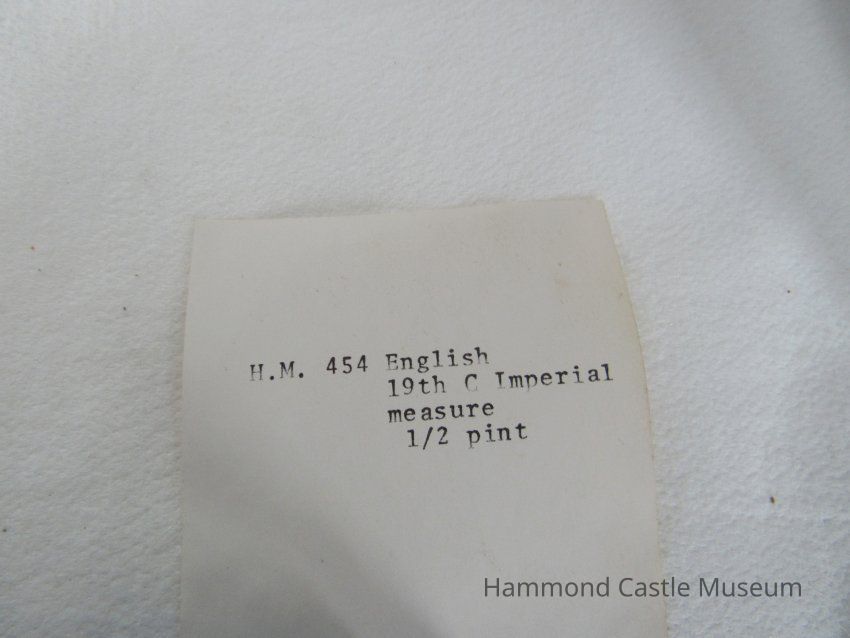 H.M. 454 English
19th C Imperial
measure
1/2 pint
Hammond Castle Museum